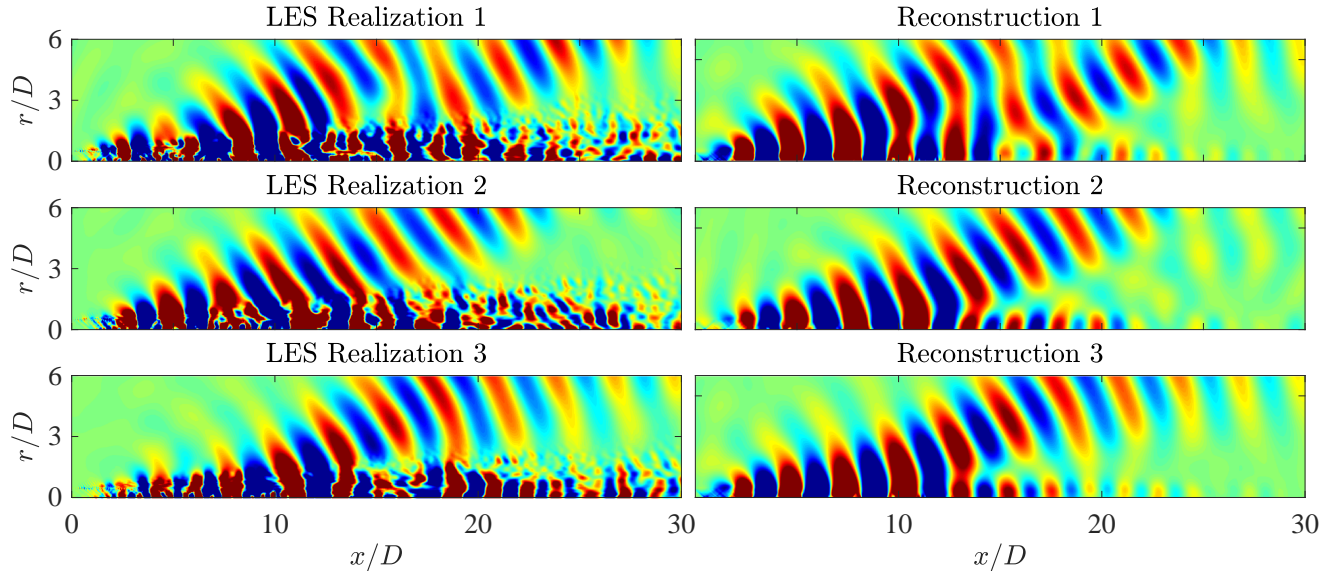 LES Realization 1 Reconstruction 1
6
3
0
r/D
LES Realization 2 Reconstruction 2
6
3
0
r/D
LES Realization 3 Reconstruction 3
6
3
0
r/D
0 10 20 30 10 20 30
x/D x/D